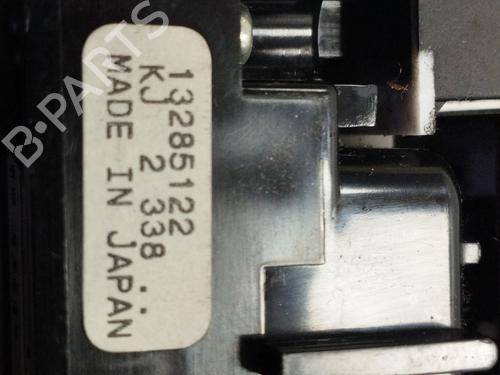 13285122
KJ 2 338 ..
MADE IN JAPAN
B-PARTS